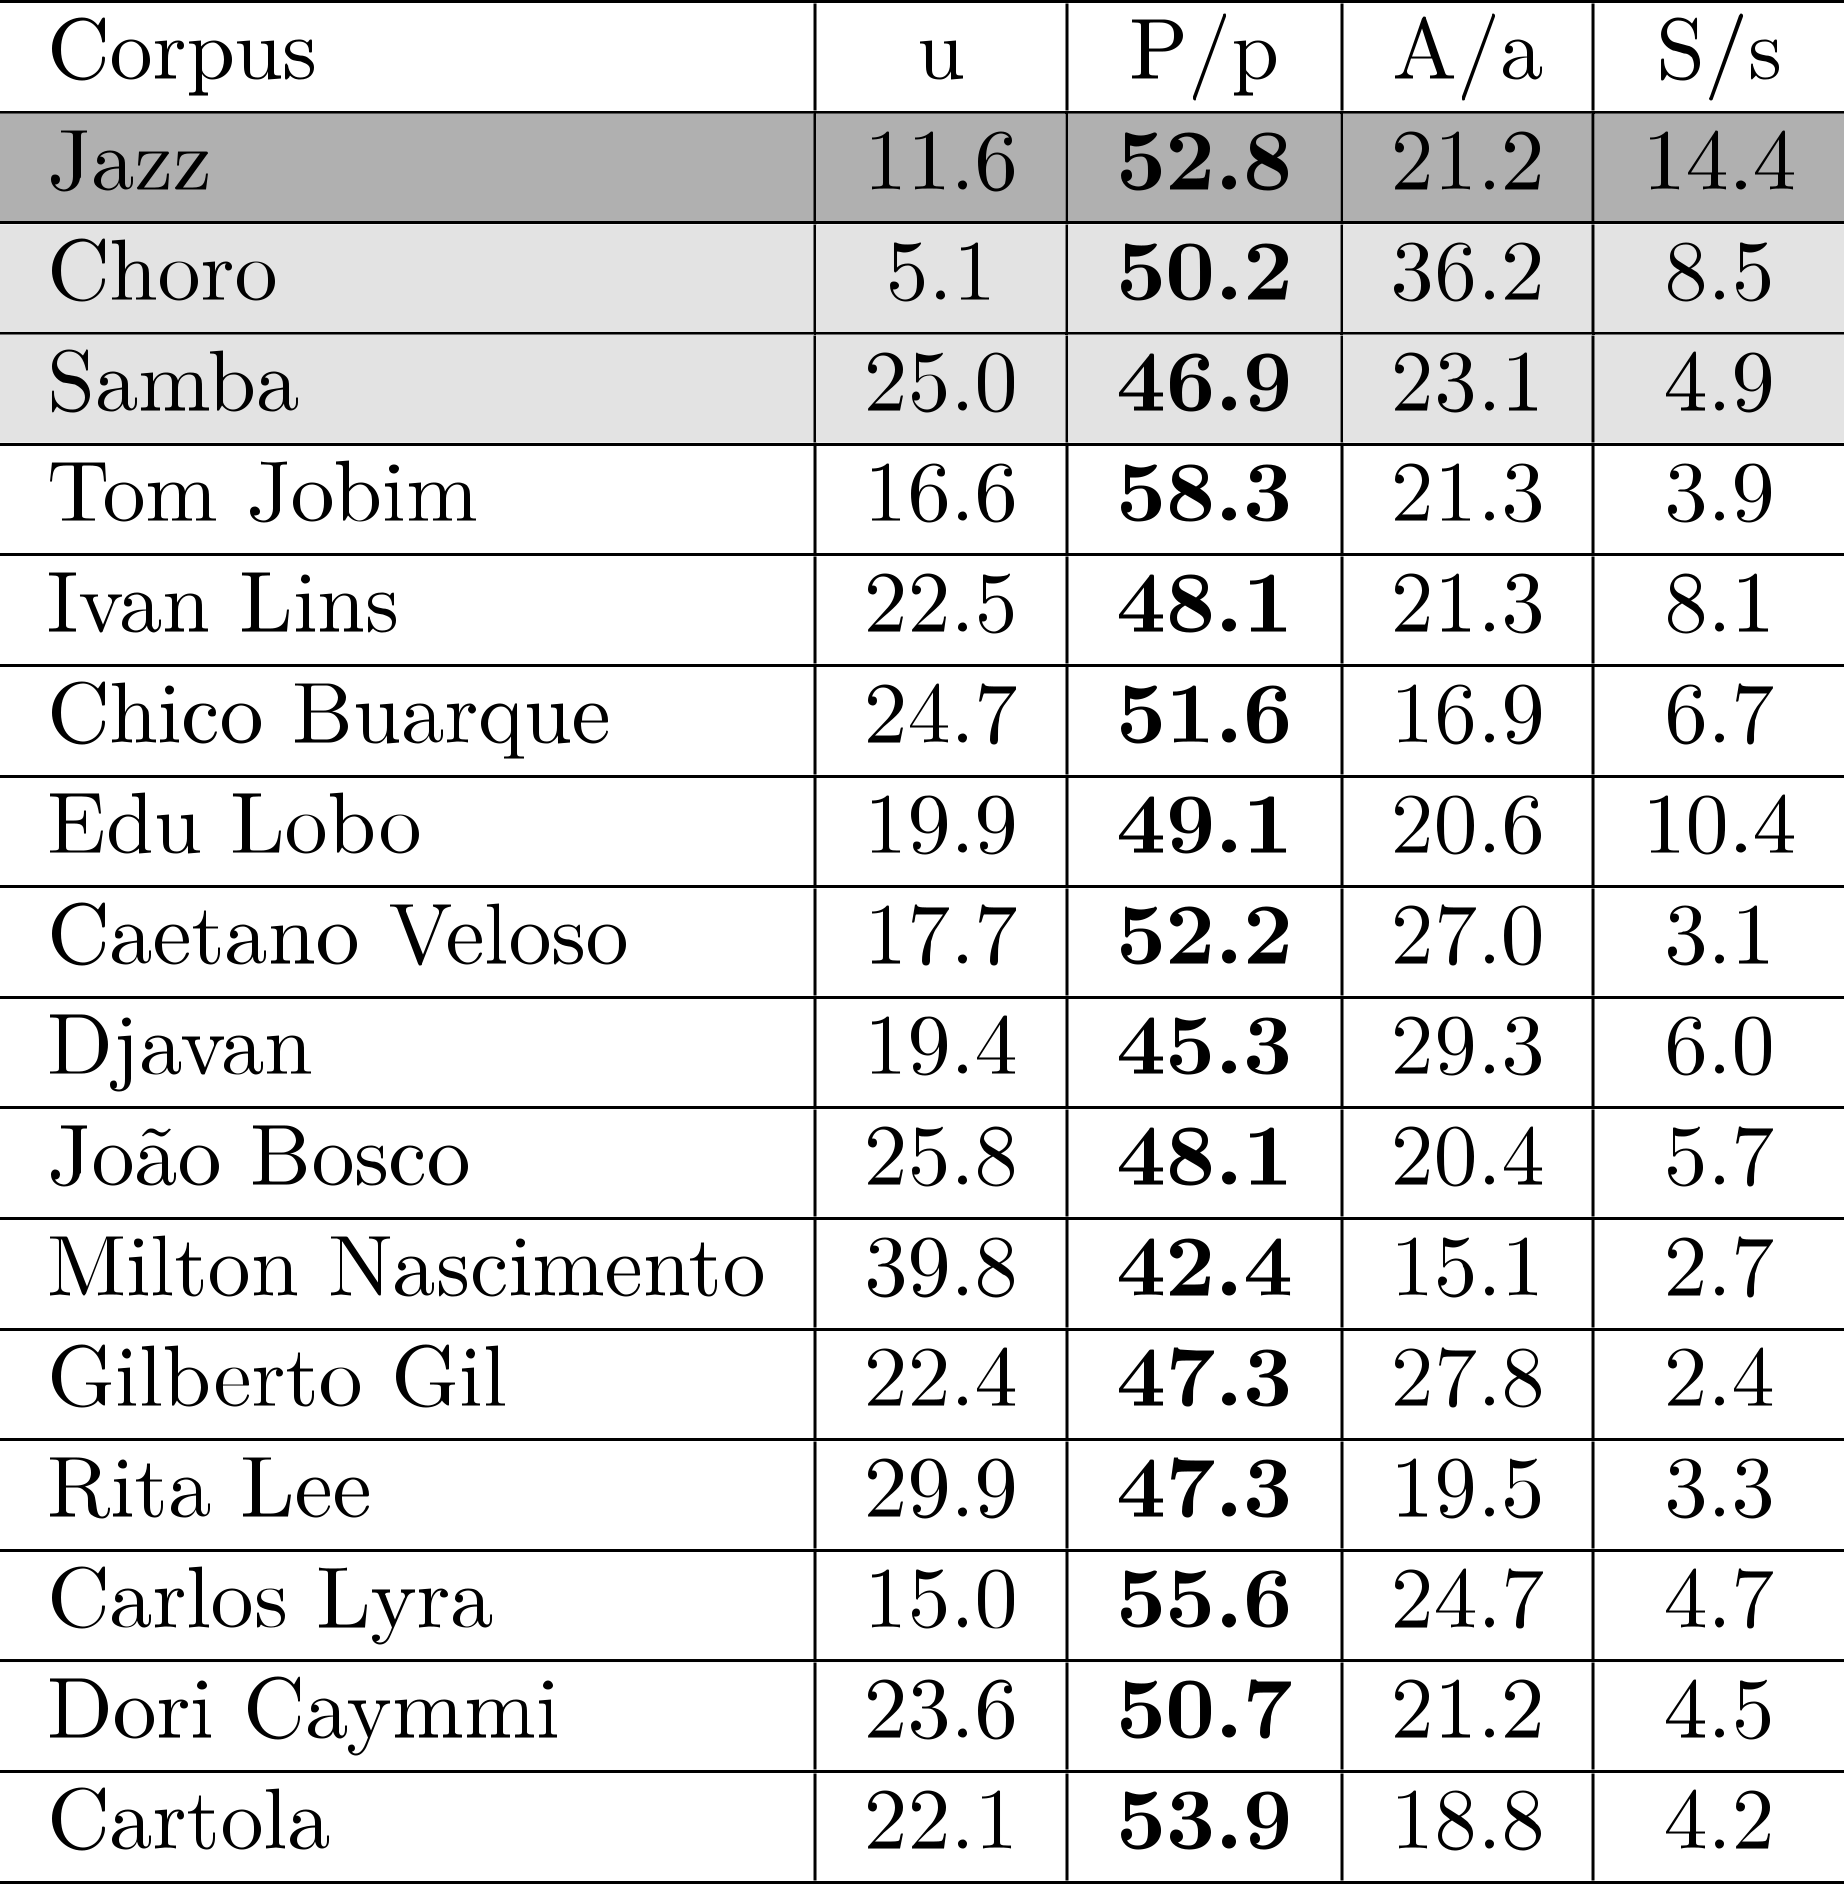 Corpus u P/p A/a S/s
Jazz 11.6 52.8 21.2 14.4
Choro 5.1 50.2 36.2 8.5
Samba 25.0 46.9 23.1 4.9
Tom Jobim 16.6 58.3 21.3 3.9
Ivan Lins 22.5 48.1 21.3 8.1
Chico Buarque 24.7 51.6 16.9 6.7
Edu Lobo 19.9 49.1 20.6 10.4
Caetano Veloso 17.7 52.2 27.0 3.1
Djavan 19.4 45.3 29.3 6.0
João Bosco 25.8 48.1 20.4 5.7
Milton Nascimento 39.8 42.4 15.1 2.7
Gilberto Gil 22.4 47.3 27.8 2.4
Rita Lee 29.9 47.3 19.5 3.3
Carlos Lyra 15.0 55.6 24.7 4.7
Dori Caymmi 23.6 50.7 21.2 4.5
Cartola 22.1 53.9 18.8 4.2